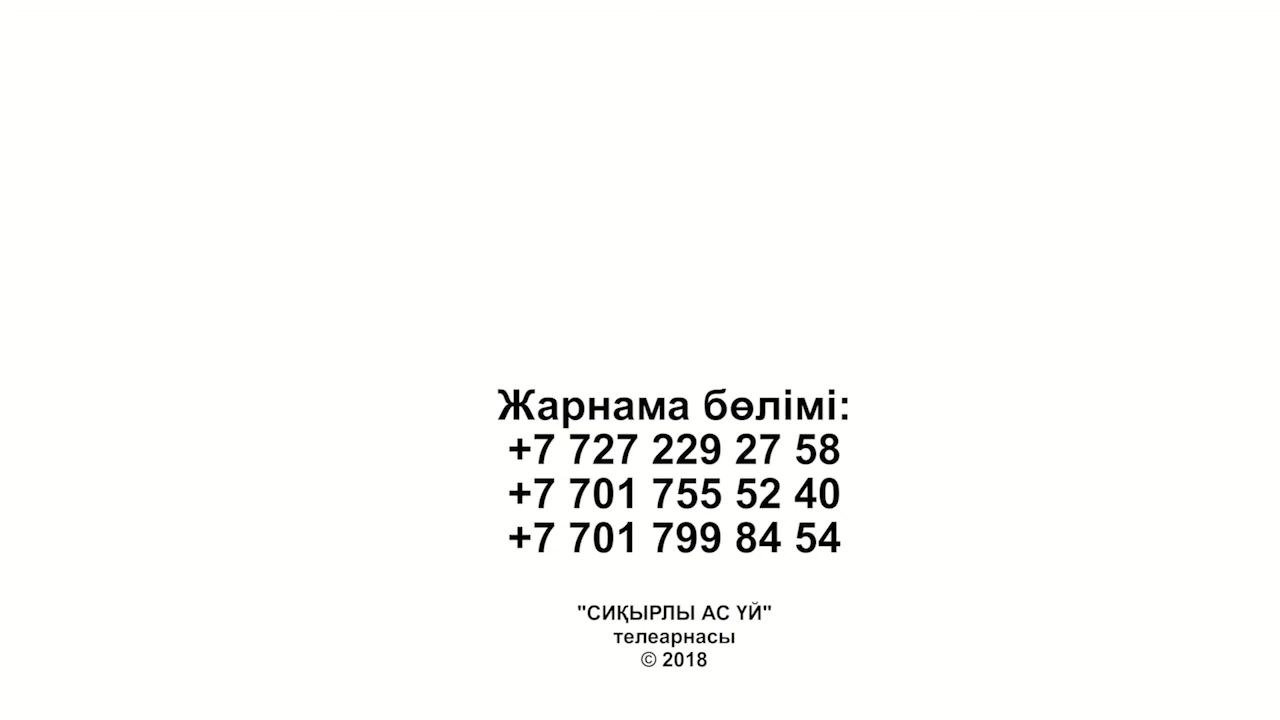 Жарнама бөлімі:
+7 727 229 27 58
+7 701 755 52 40
+7 701 799 84 54
"СИҚЫРЛЫ АС ҮЙ"
телеарнасы
© 2018